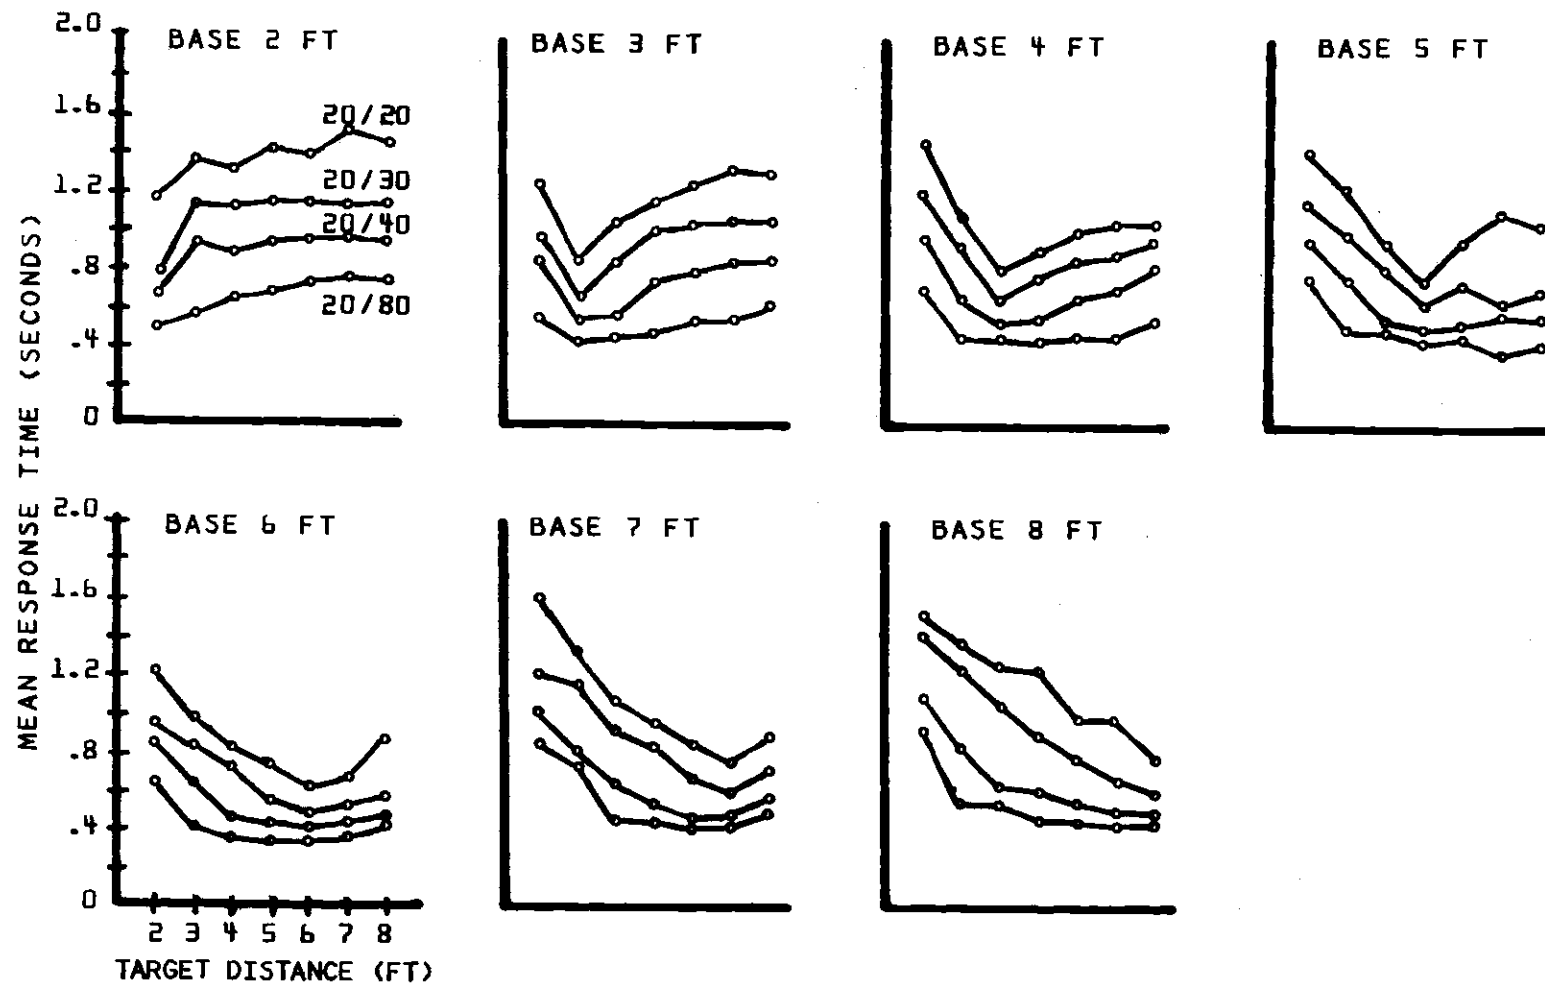 BASE 2 FT
BASE 3 FT
BASE 4 FT
BASE 5 FT
2.0
1.6
1.2
.8
.4
0
20/20
20/30
20/40
20/80
MEAN RESPONSE TIME (SECONDS)
BASE 6 FT
BASE 7 FT
BASE 8 FT
2.0
1.6
1.2
.8
.4
0
2 3 4 5 6 7 8
TARGET DISTANCE (FT)